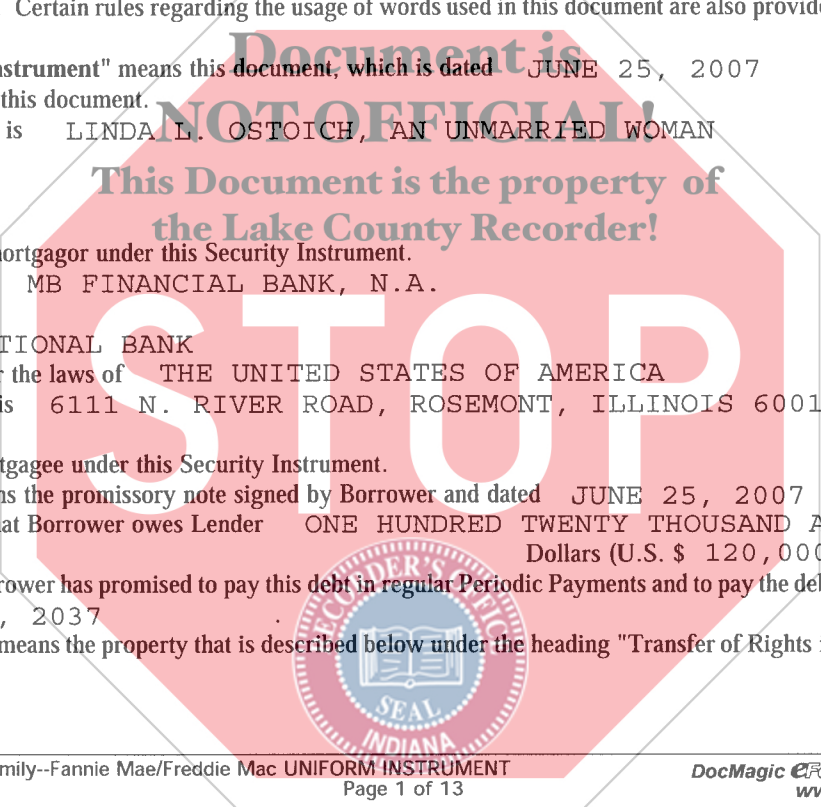 Certain rules regarding the usage of words used in this document are also provide
Document is
nstrument" means this document, which is dated JUNE 25, 2007
this document.
NOT OFFICIAL!
is LINDA L. OSTOICH, AN UNMARRIED WOMAN
This Document is the property of
the Lake County Recorder!
ortgagor under this Security Instrument.
MB FINANCIAL BANK, N.A.
STOP
TIONAL BANK
r the laws of THE UNITED STATES OF AMERICA
is 6111 N. RIVER ROAD, ROSEMONT, ILLINOIS 6001
tgagee under this Security Instrument.
ns the promissory note signed by Borrower and dated JUNE 25, 2007
at Borrower owes Lender ONE HUNDRED TWENTY THOUSAND A
Dollars (U.S. $ 120,000
rower has promised to pay this debt in regular Periodic Payments and to pay the deb
, 2037
means the property that is described below under the heading "Transfer of Rights i
RECORDER'S OFFICE
SEAL
INDIANA
mily--Fannie Mae/Freddie Mac UNIFORM INSTRUMENT
Page 1 of 13
DocMagic eFo
ww